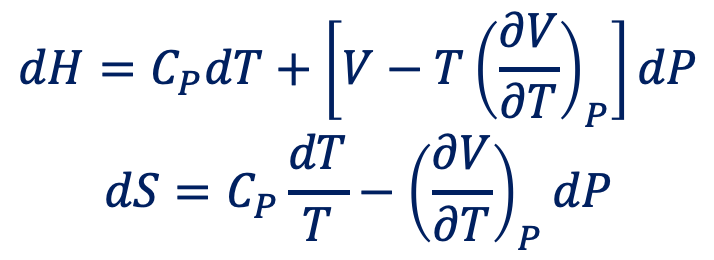 dH = C_P dT + [V − T (∂V/∂T)_P] dP
dS = C_P dT/T − (∂V/∂T)_P dP